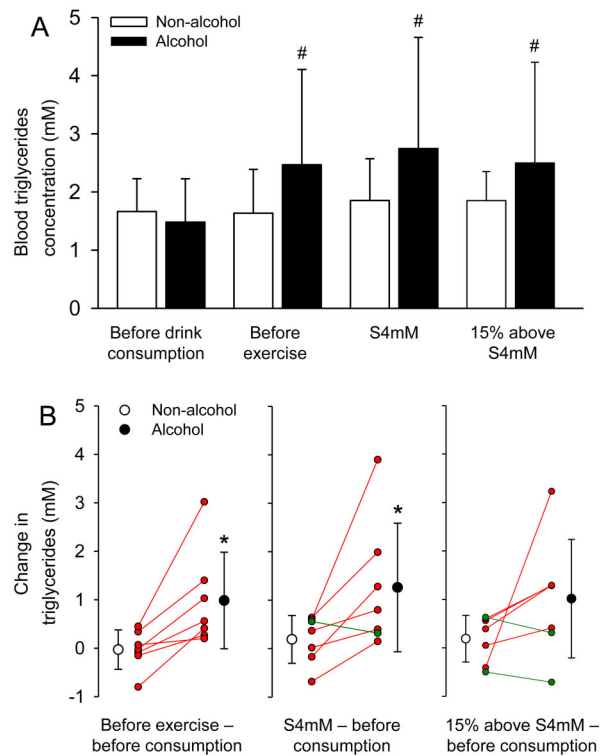 A
Non-alcohol
Alcohol
Blood triglycerides
concentration (mM)
5
4
3
2
1
0
#
#
#
Before drink
consumption
Before
exercise
S4mM
15% above
S4mM
B
Non-alcohol
Alcohol
Change in
triglycerides (mM)
5
4
3
2
1
0
-1
*
*
Before exercise –
before consumption
S4mM – before
consumption
15% above S4mM –
before consumption